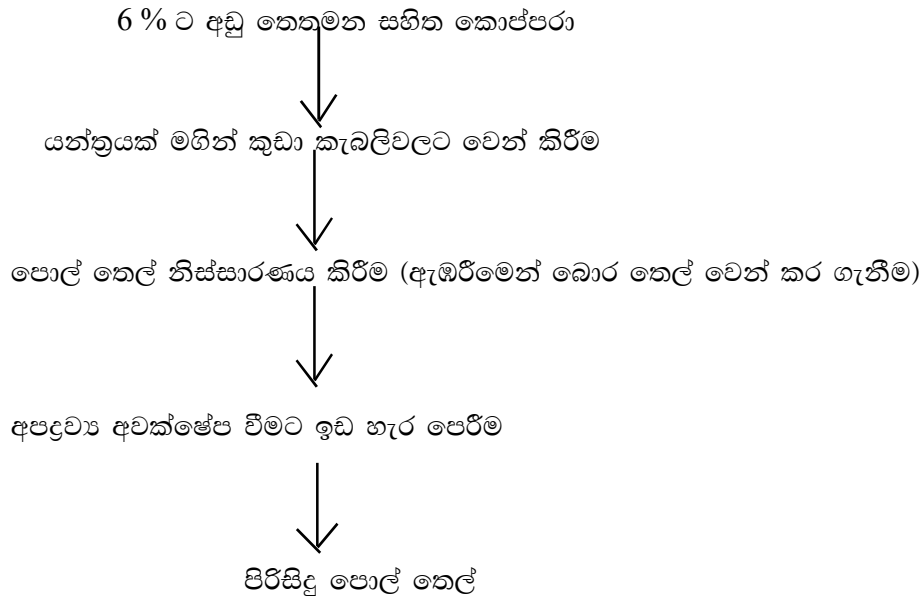 6 % ට අඩු තෙතමන සහිත කොප්පරා
යන්ත්‍රයක් මගින් කුඩා කැබලිවලට වෙන් කිරීම
පොල් තෙල් නිස්සාරණය කිරීම (ඇඹරීමෙන් බොර තෙල් වෙන් කර ගැනීම)
අපද්‍රව්‍ය අවක්ෂේප වීමට ඉඩ හැර පෙරීම
පිරිසිදු පොල් තෙල්